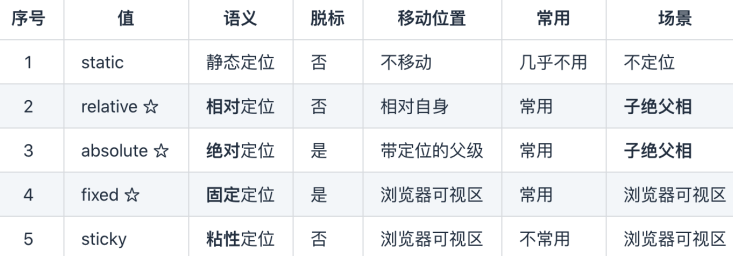 序号 值 语义 脱标 移动位置 常用 场景
1 static 静态定位 否 不移动 几乎不用 不定位
2 relative ☆ 相对定位 否 相对自身 常用 子绝父相
3 absolute ☆ 绝对定位 是 带定位的父级 常用 子绝父相
4 fixed ☆ 固定定位 是 浏览器可视区 常用 浏览器可视区
5 sticky 粘性定位 否 浏览器可视区 不常用 浏览器可视区